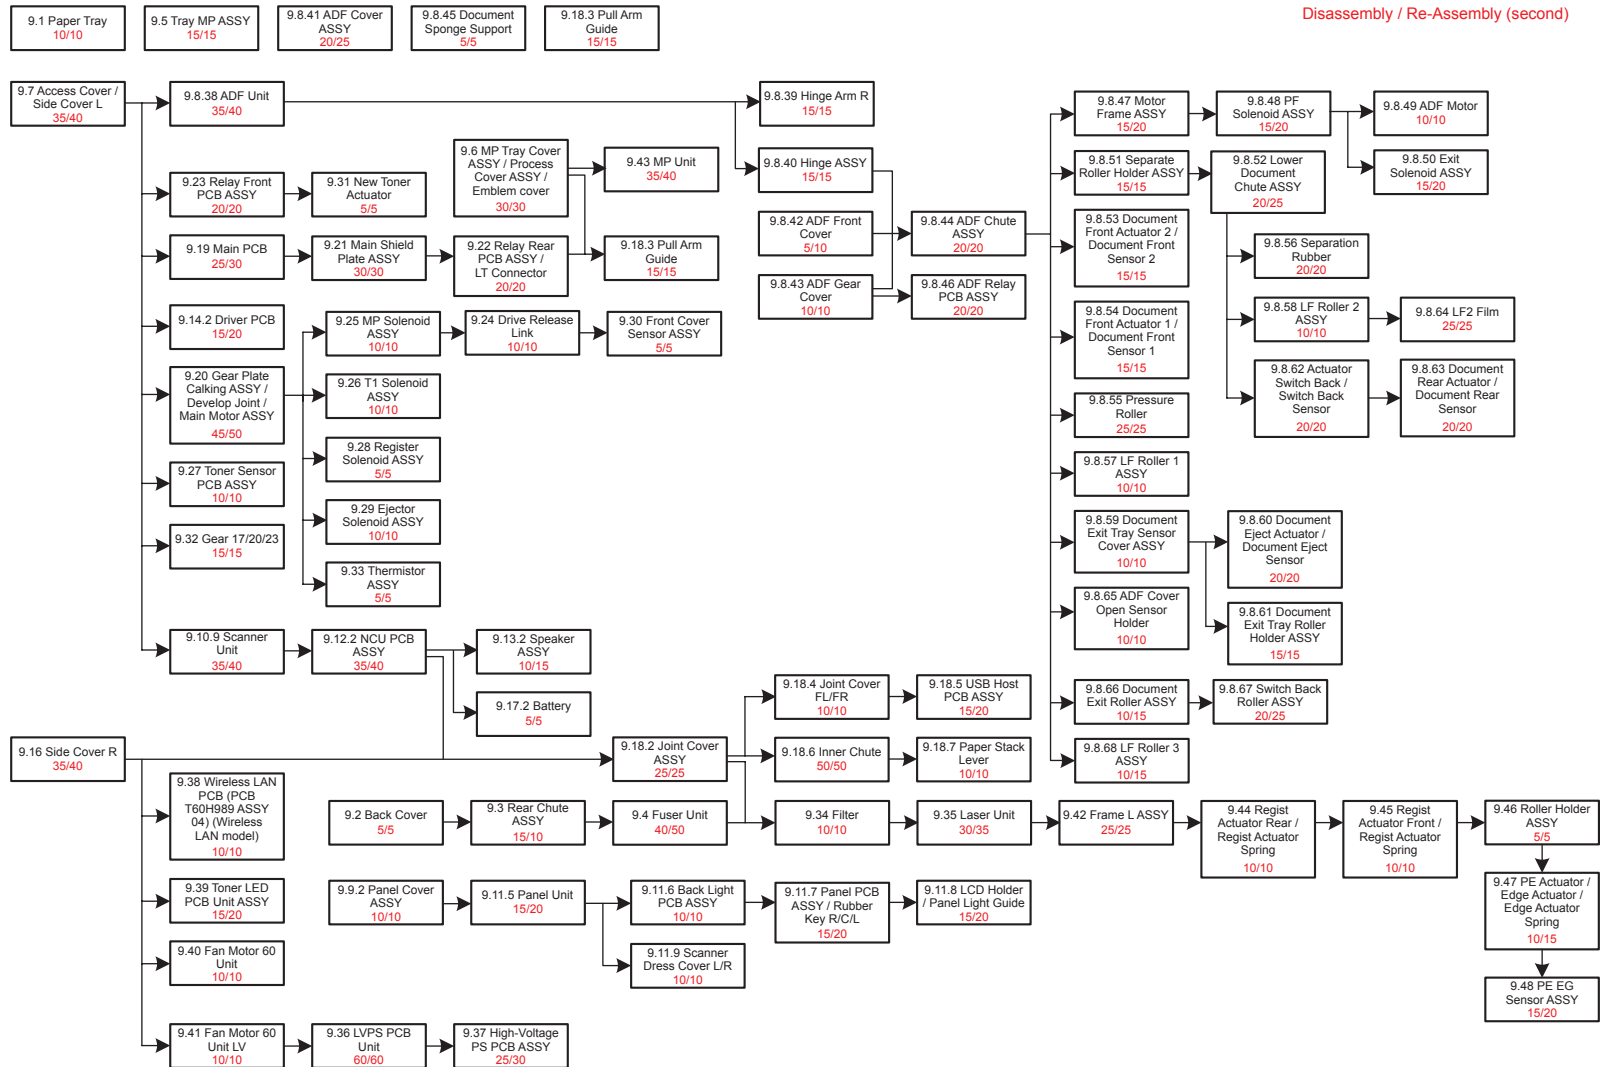 Disassembly / Re-Assembly (second)
9.1 Paper Tray
10/10
9.5 Tray MP ASSY
15/15
9.8.41 ADF Cover
ASSY
20/25
9.8.45 Document
Sponge Support
5/5
9.18.3 Pull Arm
Guide
15/15
9.7 Access Cover /
Side Cover L
35/40
9.8.38 ADF Unit
35/40
9.8.39 Hinge Arm R
15/15
9.8.40 Hinge ASSY
15/15
9.8.42 ADF Front
Cover
5/10
9.8.43 ADF Gear
Cover
10/10
9.8.44 ADF Chute
ASSY
20/20
9.8.46 ADF Relay
PCB ASSY
20/20
9.8.47 Motor
Frame ASSY
15/20
9.8.48 PF
Solenoid ASSY
15/20
9.8.49 ADF Motor
10/10
9.8.50 Exit
Solenoid ASSY
15/20
9.8.51 Separate
Roller Holder ASSY
15/15
9.8.52 Lower
Document
Chute ASSY
20/25
9.8.53 Document
Front Actuator 2 /
Document Front
Sensor 2
15/15
9.8.56 Separation
Rubber
20/20
9.8.54 Document
Front Actuator 1 /
Document Front
Sensor 1
15/15
9.8.58 LF Roller 2
ASSY
10/10
9.8.64 LF2 Film
25/25
9.8.55 Pressure
Roller
25/25
9.8.62 Actuator
Switch Back /
Switch Back
Sensor
20/20
9.8.63 Document
Rear Actuator /
Document Rear
Sensor
20/20
9.8.57 LF Roller 1
ASSY
10/10
9.8.59 Document
Exit Tray Sensor
Cover ASSY
10/10
9.8.60 Document
Eject Actuator /
Document Eject
Sensor
20/20
9.8.61 Document
Exit Tray Roller
Holder ASSY
15/15
9.8.65 ADF Cover
Open Sensor
Holder
10/10
9.8.66 Document
Exit Roller ASSY
10/15
9.8.67 Switch Back
Roller ASSY
20/25
9.8.68 LF Roller 3
ASSY
10/15
9.23 Relay Front
PCB ASSY
20/20
9.31 New Toner
Actuator
5/5
9.6 MP Tray Cover
ASSY / Process
Cover ASSY /
Emblem cover
30/30
9.43 MP Unit
35/40
9.19 Main PCB
25/30
9.21 Main Shield
Plate ASSY
30/30
9.22 Relay Rear
PCB ASSY /
LT Connector
20/20
9.18.3 Pull Arm
Guide
15/15
9.14.2 Driver PCB
15/20
9.20 Gear Plate
Calking ASSY /
Develop Joint /
Main Motor ASSY
45/50
9.25 MP Solenoid
ASSY
10/10
9.24 Drive Release
Link
10/10
9.30 Front Cover
Sensor ASSY
5/5
9.26 T1 Solenoid
ASSY
10/10
9.28 Register
Solenoid ASSY
5/5
9.29 Ejector
Solenoid ASSY
10/10
9.33 Thermistor
ASSY
5/5
9.27 Toner Sensor
PCB ASSY
10/10
9.32 Gear 17/20/23
15/15
9.10.9 Scanner
Unit
35/40
9.12.2 NCU PCB
ASSY
35/40
9.13.2 Speaker
ASSY
10/15
9.17.2 Battery
5/5
9.16 Side Cover R
35/40
9.18.2 Joint Cover
ASSY
25/25
9.18.4 Joint Cover
FL/FR
10/10
9.18.5 USB Host
PCB ASSY
15/20
9.18.6 Inner Chute
50/50
9.18.7 Paper Stack
Lever
10/10
9.38 Wireless LAN
PCB (PCB
T60H989 ASSY
04) (Wireless
LAN model)
10/10
9.2 Back Cover
5/5
9.3 Rear Chute
ASSY
15/10
9.4 Fuser Unit
40/50
9.34 Filter
10/10
9.35 Laser Unit
30/35
9.42 Frame L ASSY
25/25
9.44 Regist
Actuator Rear /
Regist Actuator
Spring
10/10
9.45 Regist
Actuator Front /
Regist Actuator
Spring
10/10
9.46 Roller Holder
ASSY
5/5
9.47 PE Actuator /
Edge Actuator /
Edge Actuator
Spring
10/15
9.48 PE EG
Sensor ASSY
15/20
9.39 Toner LED
PCB Unit ASSY
15/20
9.9.2 Panel Cover
ASSY
10/10
9.11.5 Panel Unit
15/20
9.11.6 Back Light
PCB ASSY
10/10
9.11.7 Panel PCB
ASSY / Rubber
Key R/C/L
15/20
9.11.8 LCD Holder
/ Panel Light Guide
15/20
9.11.9 Scanner
Dress Cover L/R
10/10
9.40 Fan Motor 60
Unit
10/10
9.41 Fan Motor 60
Unit LV
10/10
9.36 LVPS PCB
Unit
60/60
9.37 High-Voltage
PS PCB ASSY
25/30